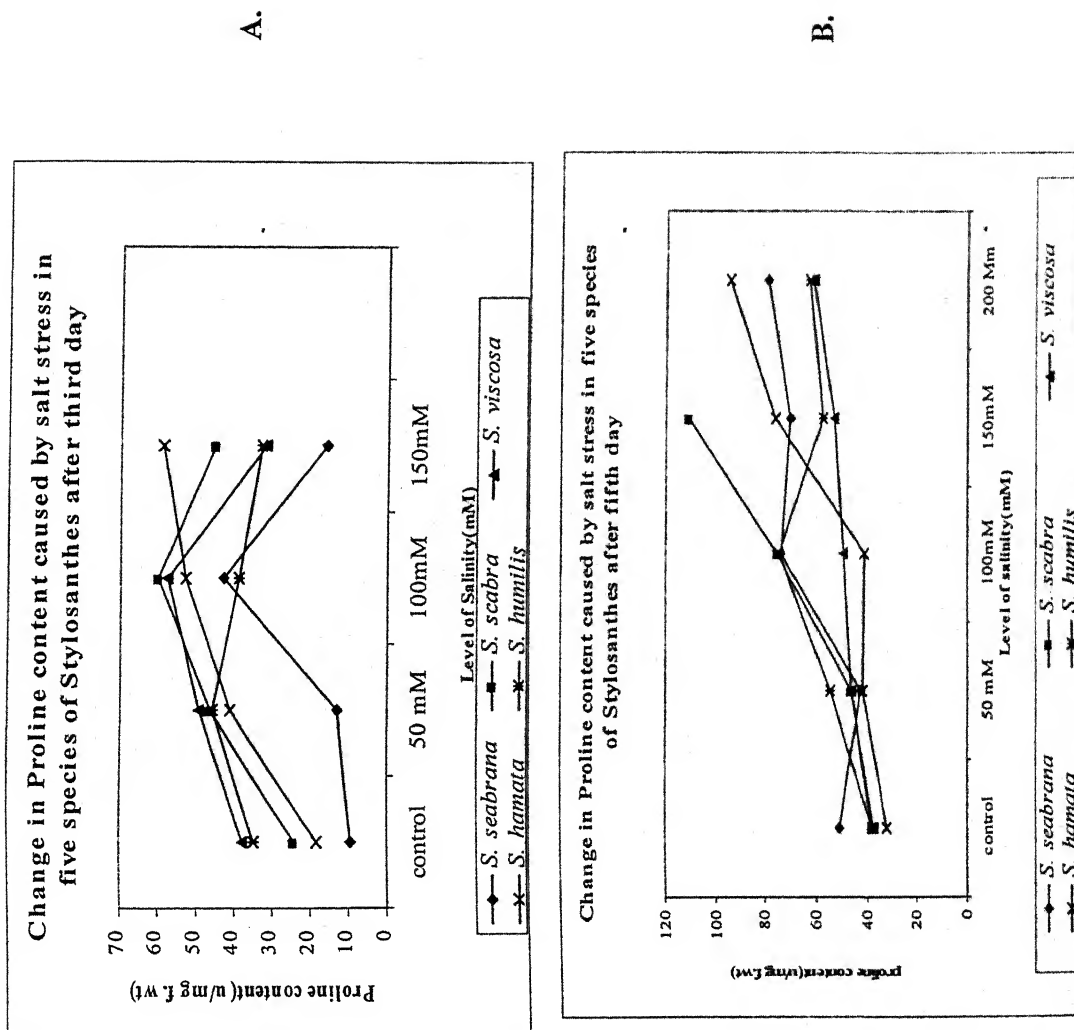 A.
Change in Proline content caused by salt stress in
five species of Stylosanthes after third day
Proline content(u/mg f. wt)
70
60
50
40
30
20
10
0
control 50 mM 100mM 150mM
Level of Salinity(mM)
S. seabrana S. scabra S. viscosa
S. hamata S. humilis
B.
Change in Proline content caused by salt stress in five species
of Stylosanthes after fifth day
proline content(u/mg f.wt)
120
100
80
60
40
20
0
control 50 mM 100mM 150mM 200 Mm
Level of salinity(mM)
S. seabrana S. scabra S. viscosa
S. hamata S. humilis